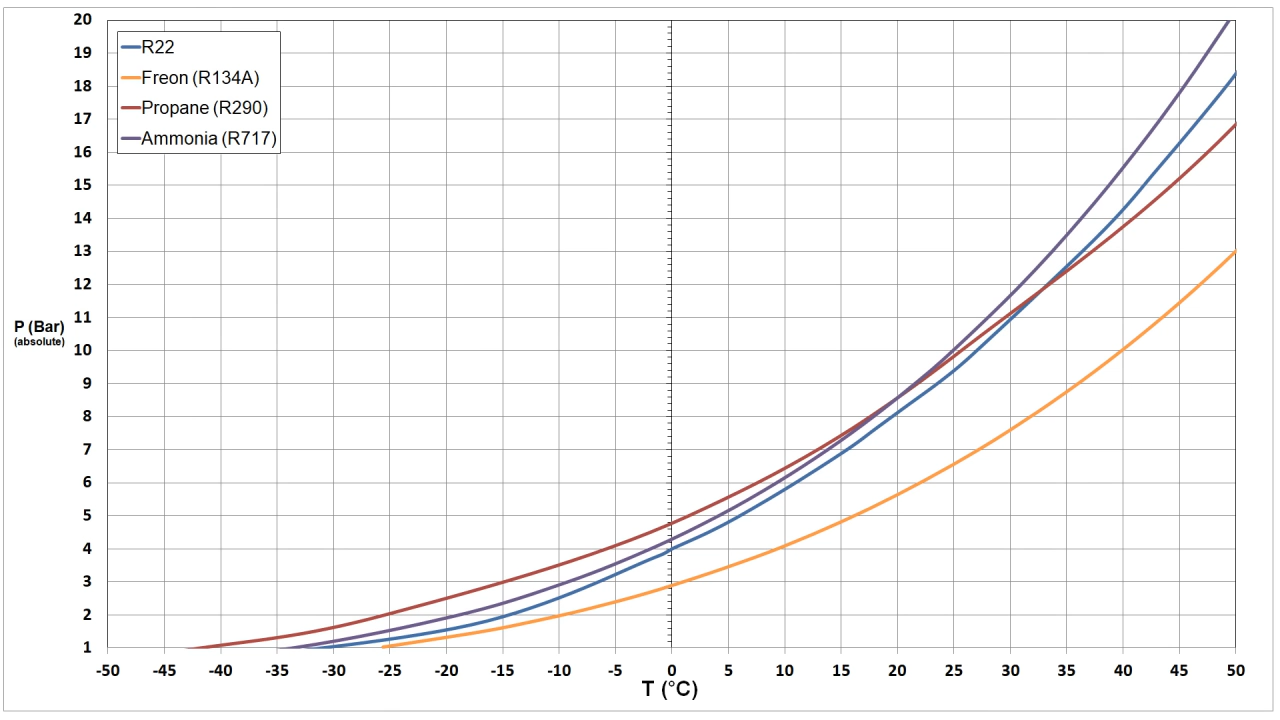 20
19
18
17
16
15
14
13
12
11
10
9
8
7
6
5
4
3
2
1
R22
Freon (R134A)
Propane (R290)
Ammonia (R717)
P (Bar)
(absolute)
-50 -45 -40 -35 -30 -25 -20 -15 -10 -5 0 5 10 15 20 25 30 35 40 45 50
T (°C)